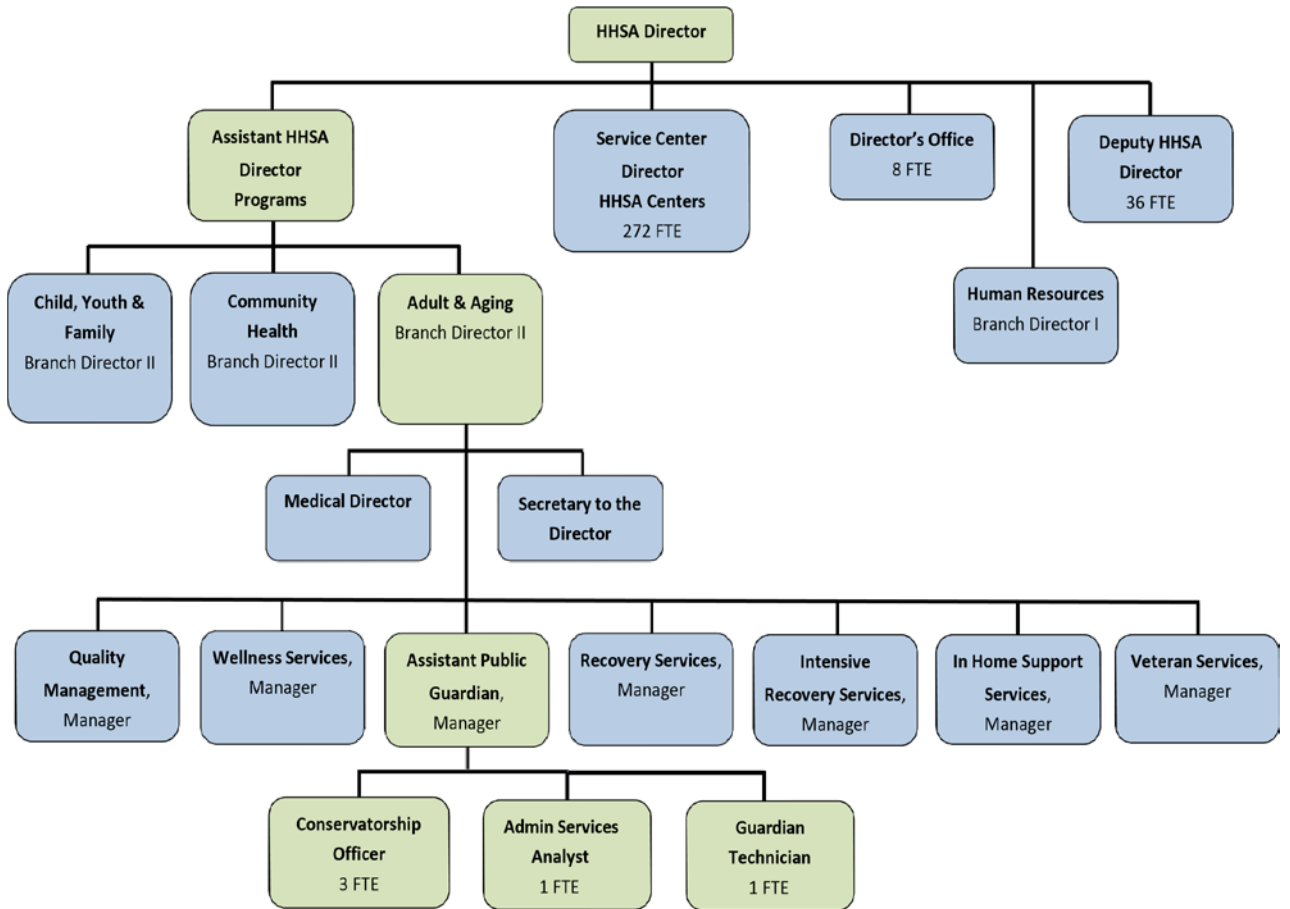 HHSA Director
Assistant HHSA
Director
Programs
Service Center
Director
HHSA Centers
272 FTE
Director’s Office
8 FTE
Deputy HHSA
Director
36 FTE
Human Resources
Branch Director I
Child, Youth &
Family
Branch Director II
Community
Health
Branch Director II
Adult & Aging
Branch Director II
Medical Director
Secretary to the
Director
Quality
Management,
Manager
Wellness Services,
Manager
Assistant Public
Guardian,
Manager
Recovery Services,
Manager
Intensive
Recovery Services,
Manager
In Home Support
Services,
Manager
Veteran Services,
Manager
Conservatorship
Officer
3 FTE
Admin Services
Analyst
1 FTE
Guardian
Technician
1 FTE